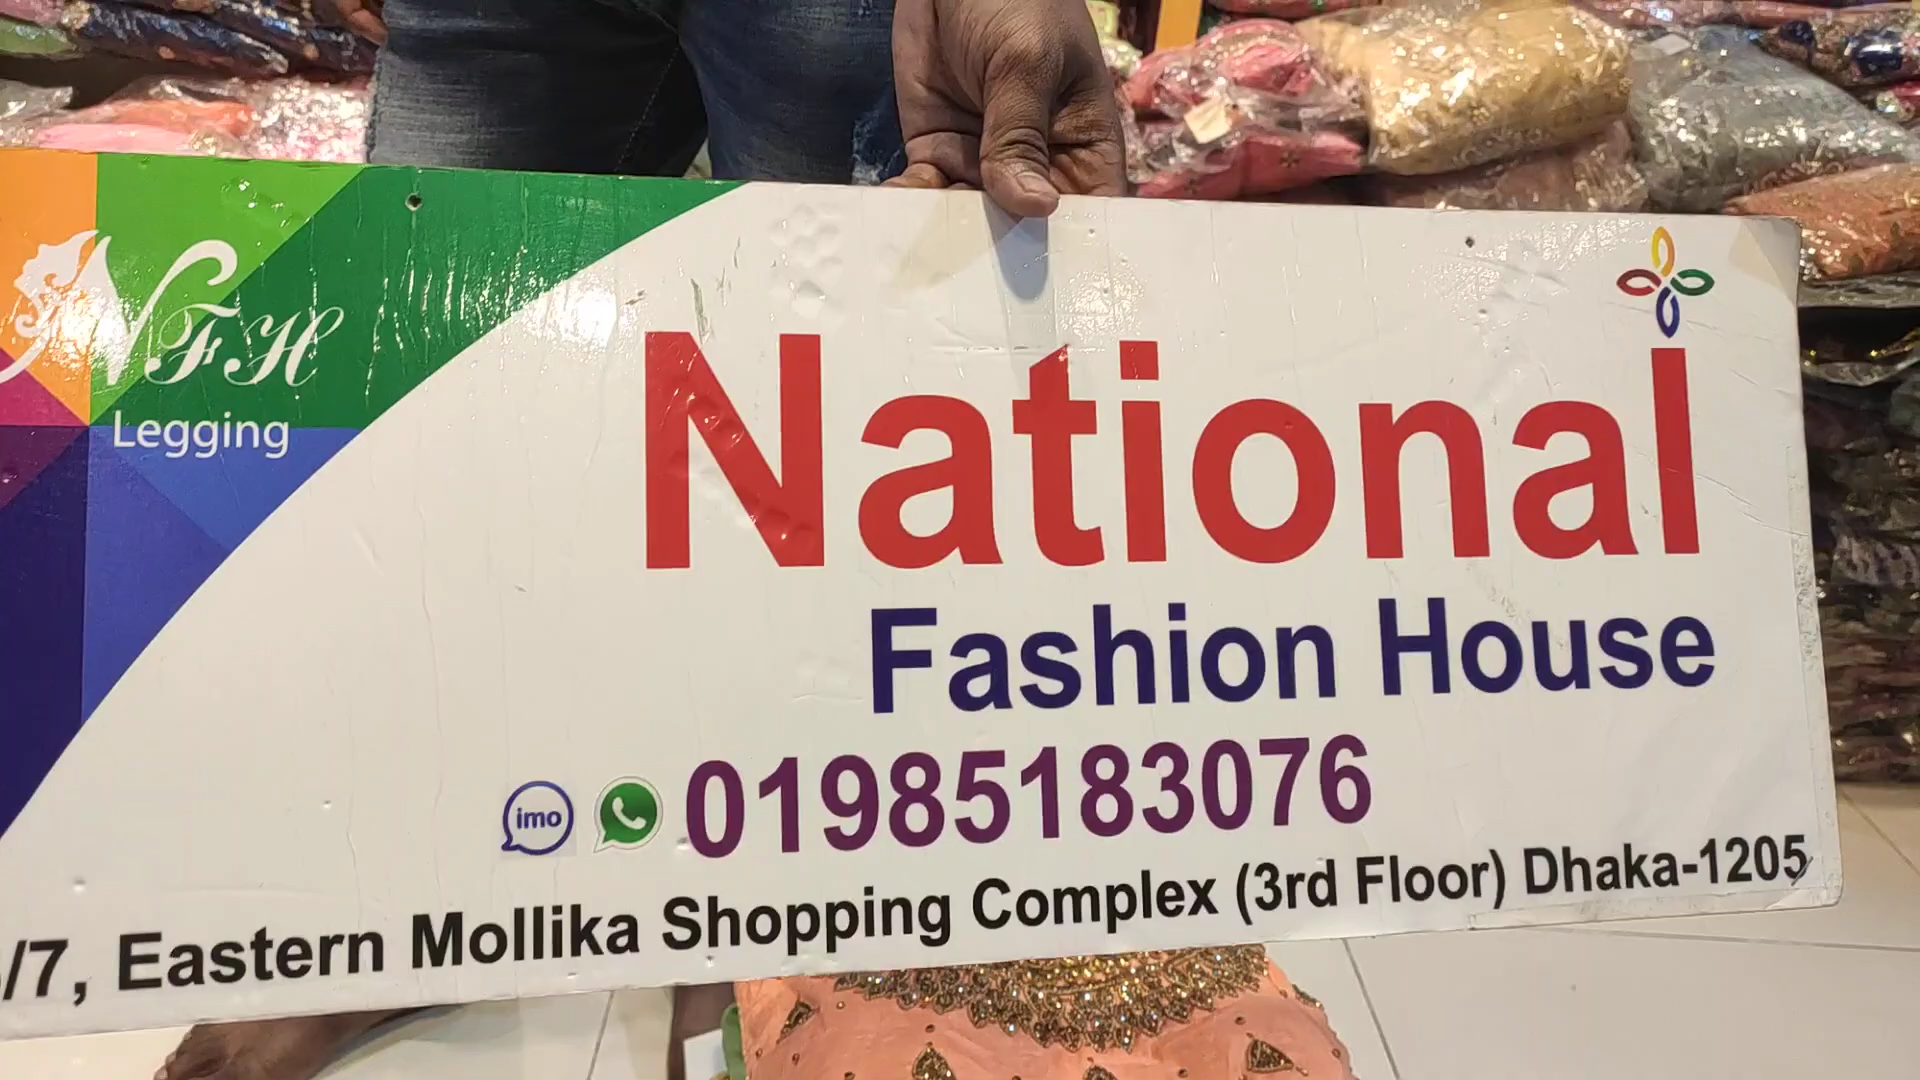 NFH
Legging
National
Fashion House
imo 01985183076
/7, Eastern Mollika Shopping Complex (3rd Floor) Dhaka-1205